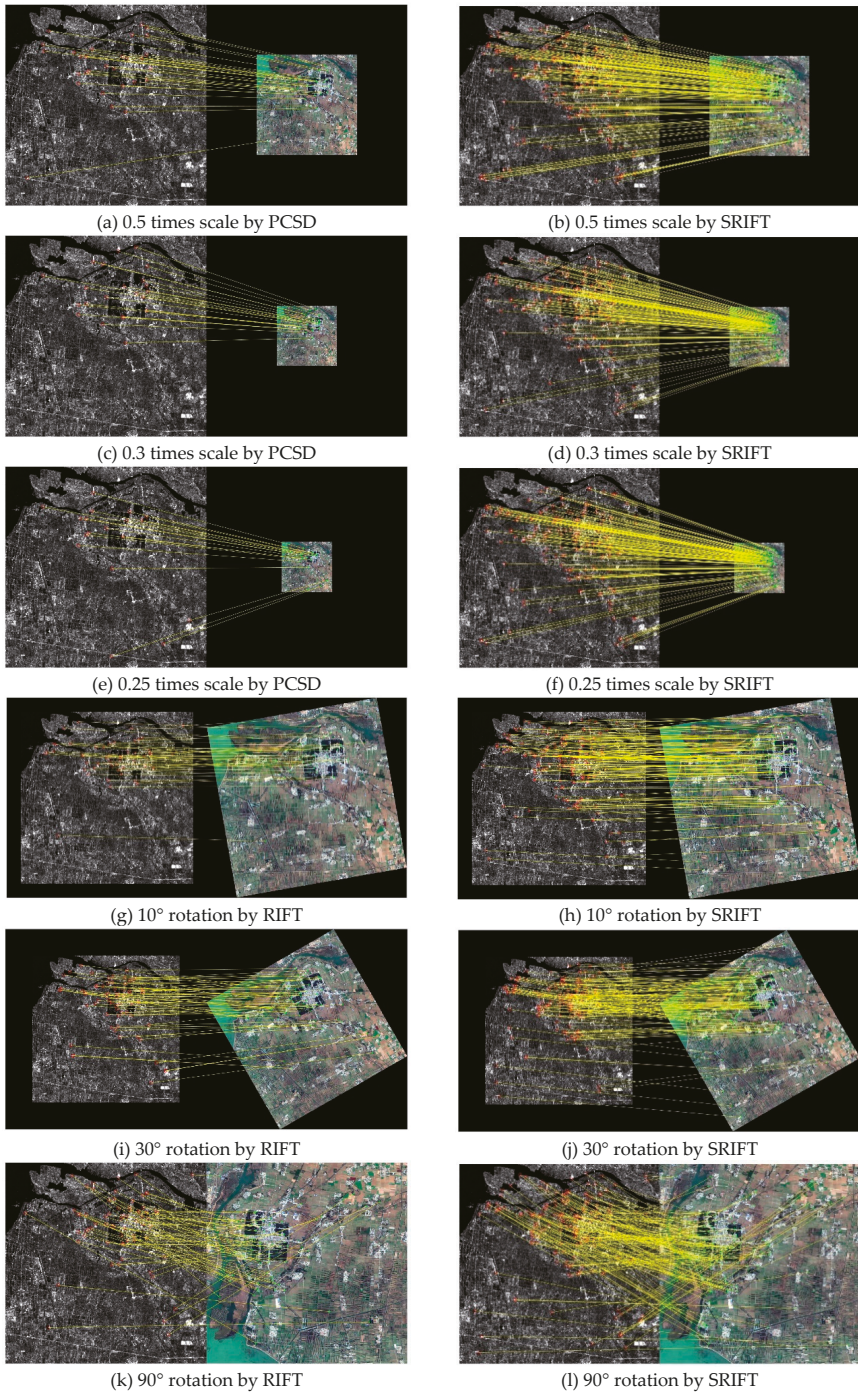 (a) 0.5 times scale by PCSD
(b) 0.5 times scale by SRIFT
(c) 0.3 times scale by PCSD
(d) 0.3 times scale by SRIFT
(e) 0.25 times scale by PCSD
(f) 0.25 times scale by SRIFT
(g) 10° rotation by RIFT
(h) 10° rotation by SRIFT
(i) 30° rotation by RIFT
(j) 30° rotation by SRIFT
(k) 90° rotation by RIFT
(l) 90° rotation by SRIFT